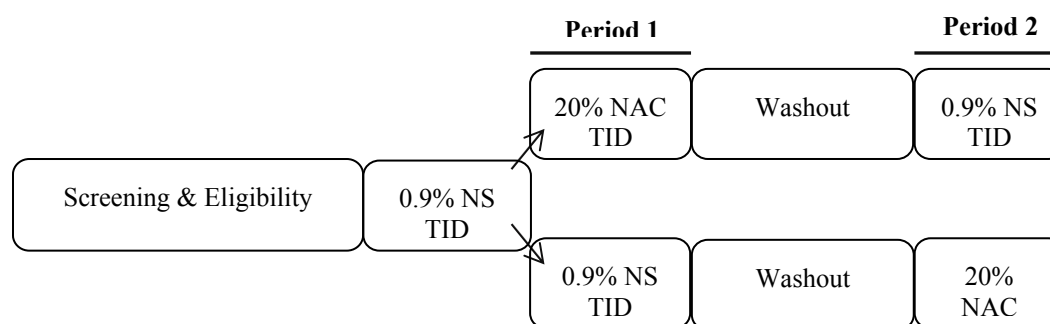 Period 1
Period 2
20% NAC
TID
Washout
0.9% NS
TID
Screening & Eligibility
0.9% NS
TID
0.9% NS
TID
Washout
20%
NAC